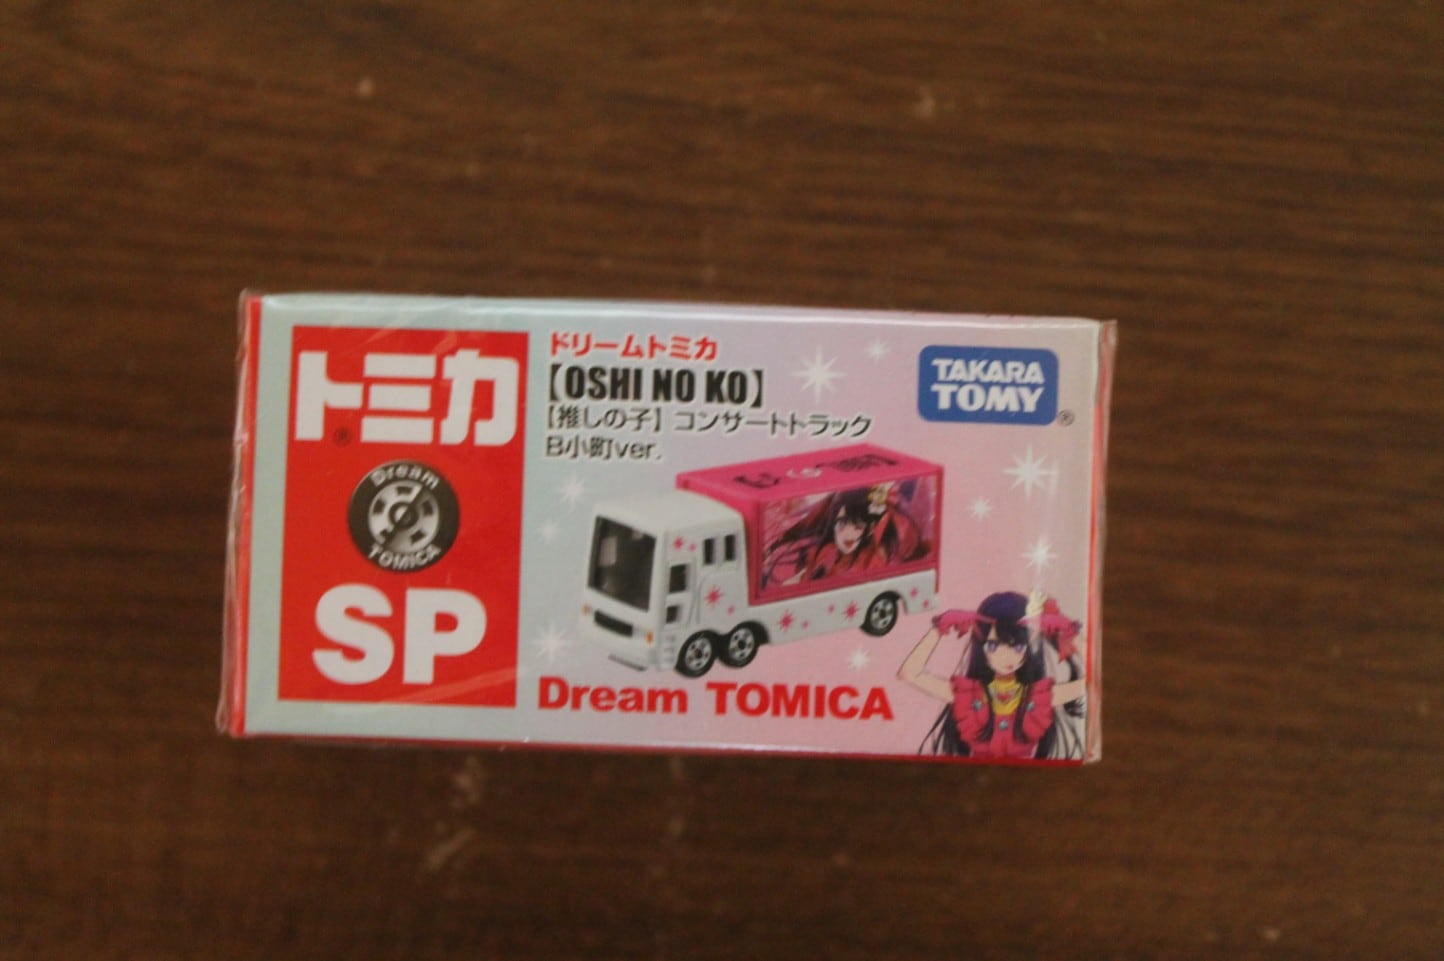 トミカ
®
Dream
TOMICA
SP
ドリームトミカ
【OSHI NO KO】
【推しの子】コンサートトラック
B小町ver.
TAKARA
TOMY
®
Dream TOMICA